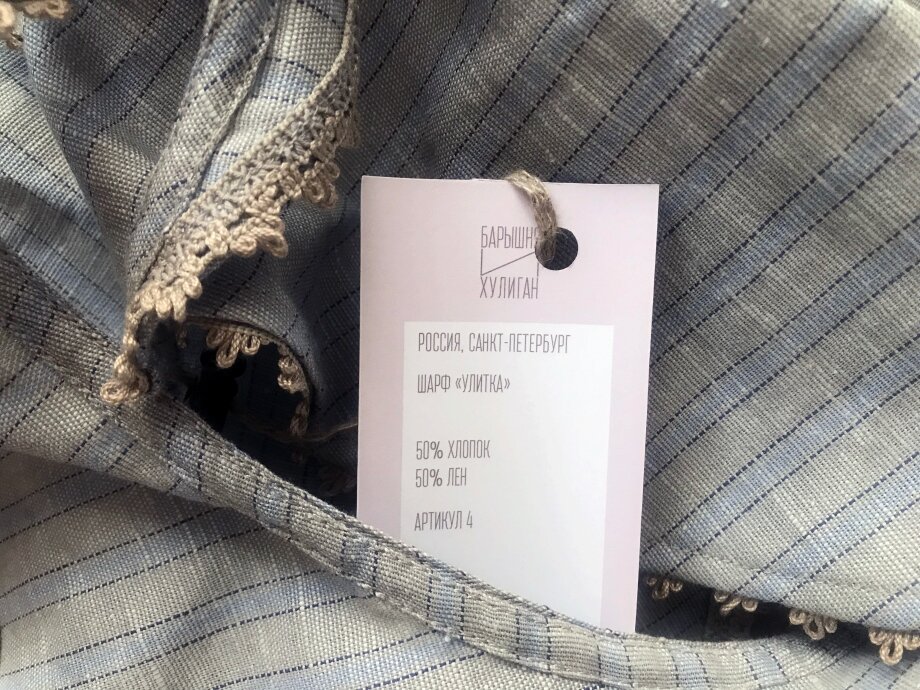 БАРЫШНЯ
ХУЛИГАН
РОССИЯ, САНКТ-ПЕТЕРБУРГ
ШАРФ «УЛИТКА»
50% ХЛОПОК
50% ЛЕН
АРТИКУЛ 4